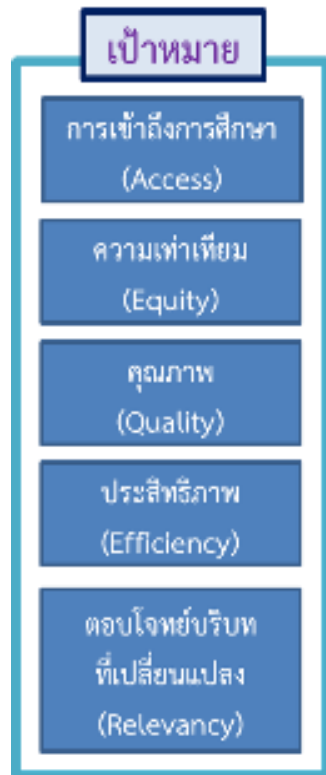 เป้าหมาย
การเข้าถึงการศึกษา
(Access)
ความเท่าเทียม
(Equity)
คุณภาพ
(Quality)
ประสิทธิภาพ
(Efficiency)
ตอบโจทย์บริบท
ที่เปลี่ยนแปลง
(Relevancy)